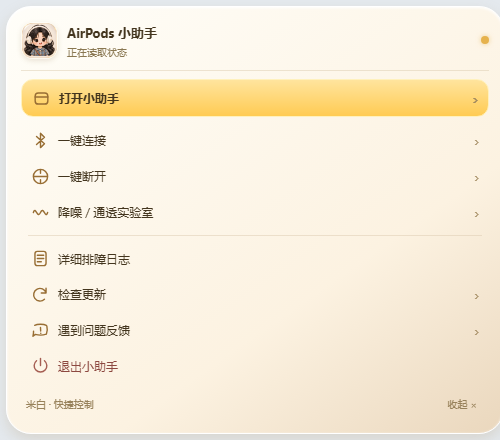 AirPods 小助手
正在读取状态
打开小助手
一键连接
一键断开
降噪 / 通透实验室
详细排障日志
检查更新
遇到问题反馈
退出小助手
米白 · 快捷控制
收起 ×